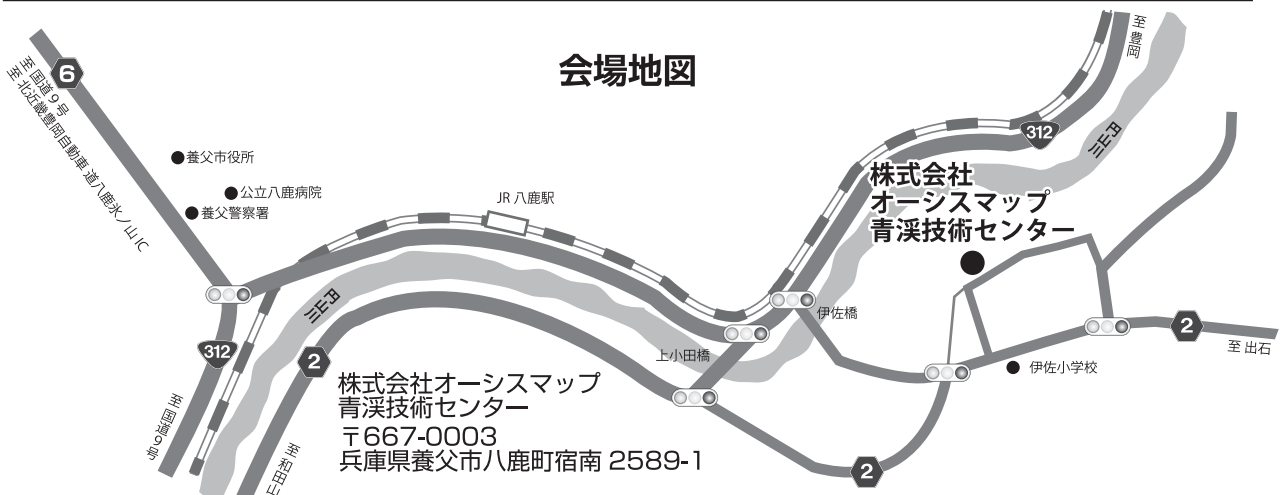 会場地図
至 豊岡
6
至 国道9号
至 北近畿豊岡自動車道八鹿氷ノ山IC
養父市役所
公立八鹿病院
養父警察署
JR 八鹿駅
312
円山川
株式会社
オーシスマップ
青渓技術センター
円山川
伊佐橋
上小田橋
312
2
2
至 出石
伊佐小学校
株式会社オーシスマップ
青渓技術センター
〒667-0003
兵庫県養父市八鹿町宿南 2589-1
至 国道9号
至 和田山
2